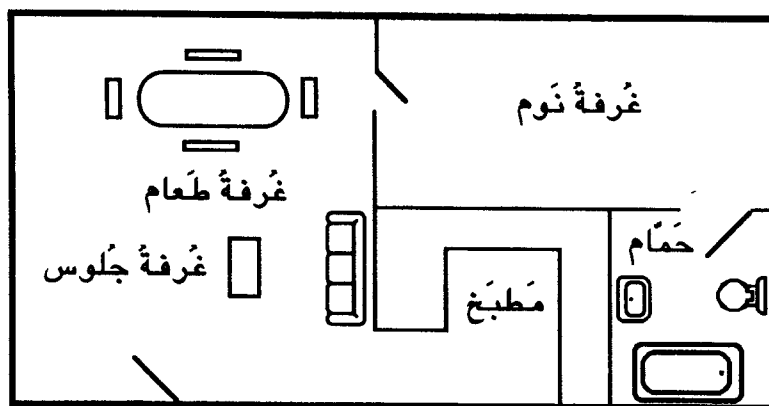 غُرفةُ نَوم
غُرفةُ طَعام
حَمّام
غُرفةُ جُلوس
مَطبَخ